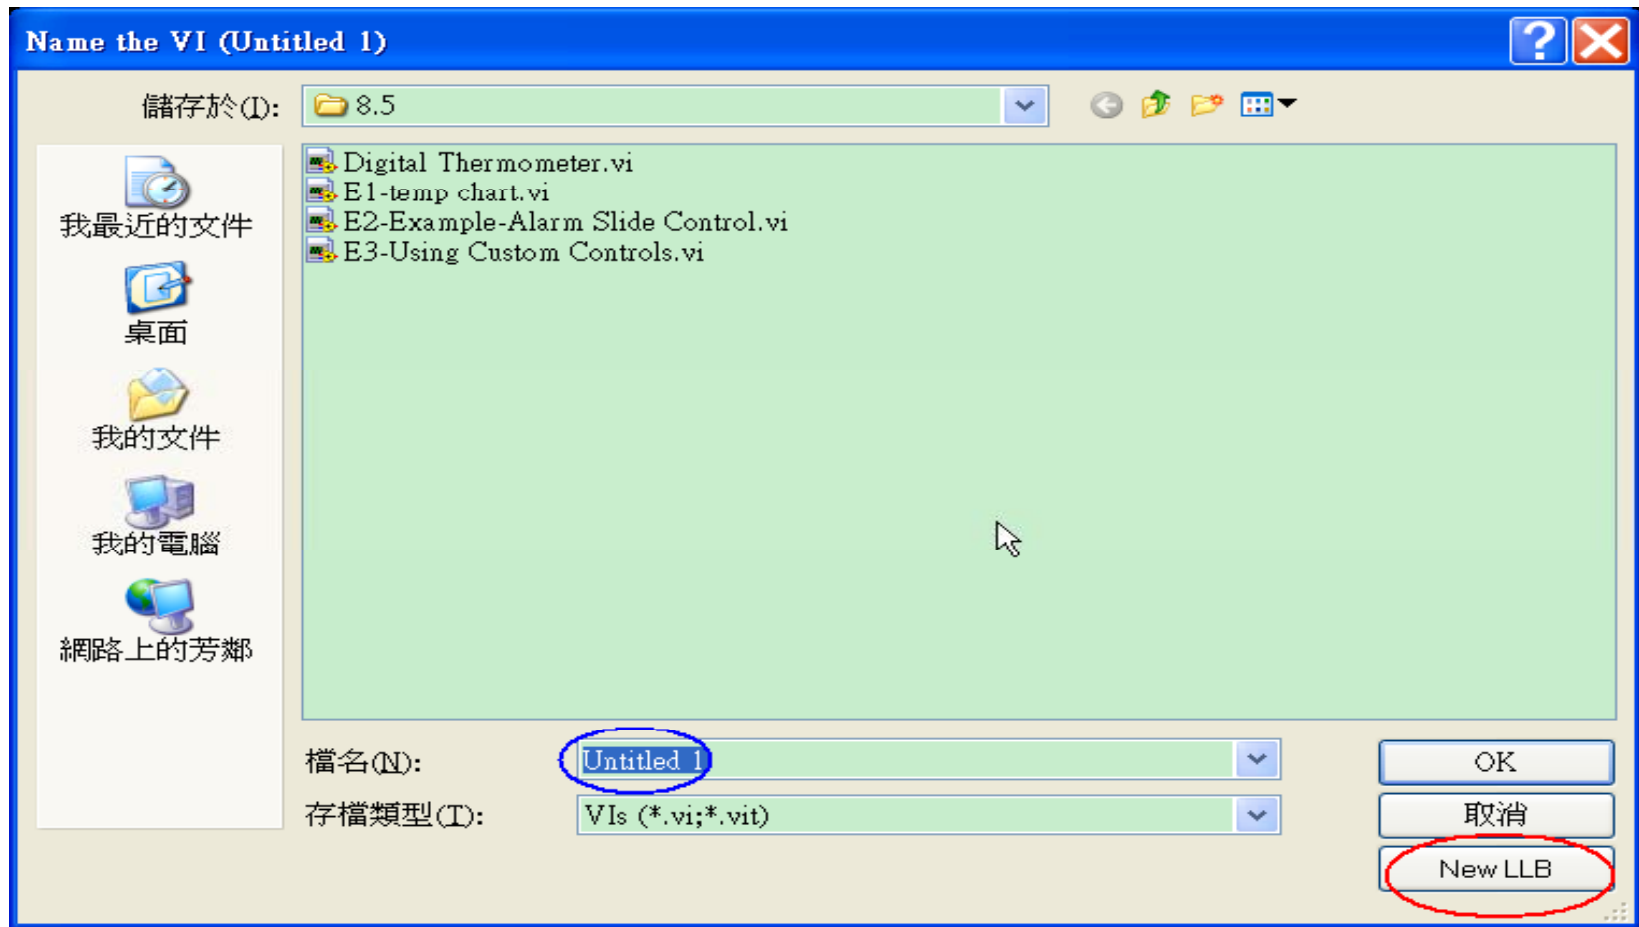 Name the VI (Untitled 1)
儲存於(I):
8.5
我最近的文件
桌面
我的文件
我的電腦
網路上的芳鄰
Digital Thermometer.vi
E1-temp chart.vi
E2-Example-Alarm Slide Control.vi
E3-Using Custom Controls.vi
檔名(N):
Untitled 1
OK
存檔類型(T):
VIs (*.vi;*.vit)
取消
New LLB